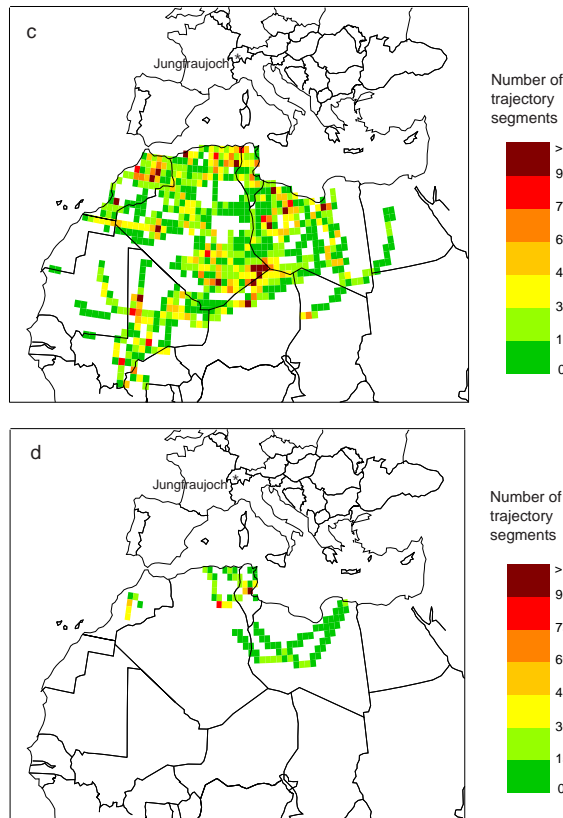 c
Jungfraujoch *
Number of
trajectory
segments
>
9
7
6
4
3
1
0
d
Jungfraujoch *
Number of
trajectory
segments
>
9
7
6
4
3
1
0